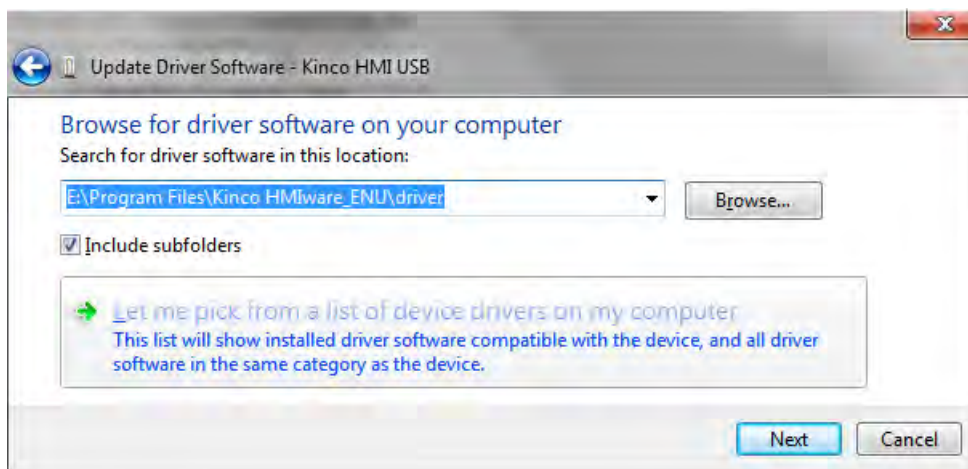 Update Driver Software - Kinco HMI USB
Browse for driver software on your computer
Search for driver software in this location:
E:\Program Files\Kinco HMIware_ENU\driver
Browse...
Include subfolders
Let me pick from a list of device drivers on my computer
This list will show installed driver software compatible with the device, and all driver
software in the same category as the device.
Next
Cancel